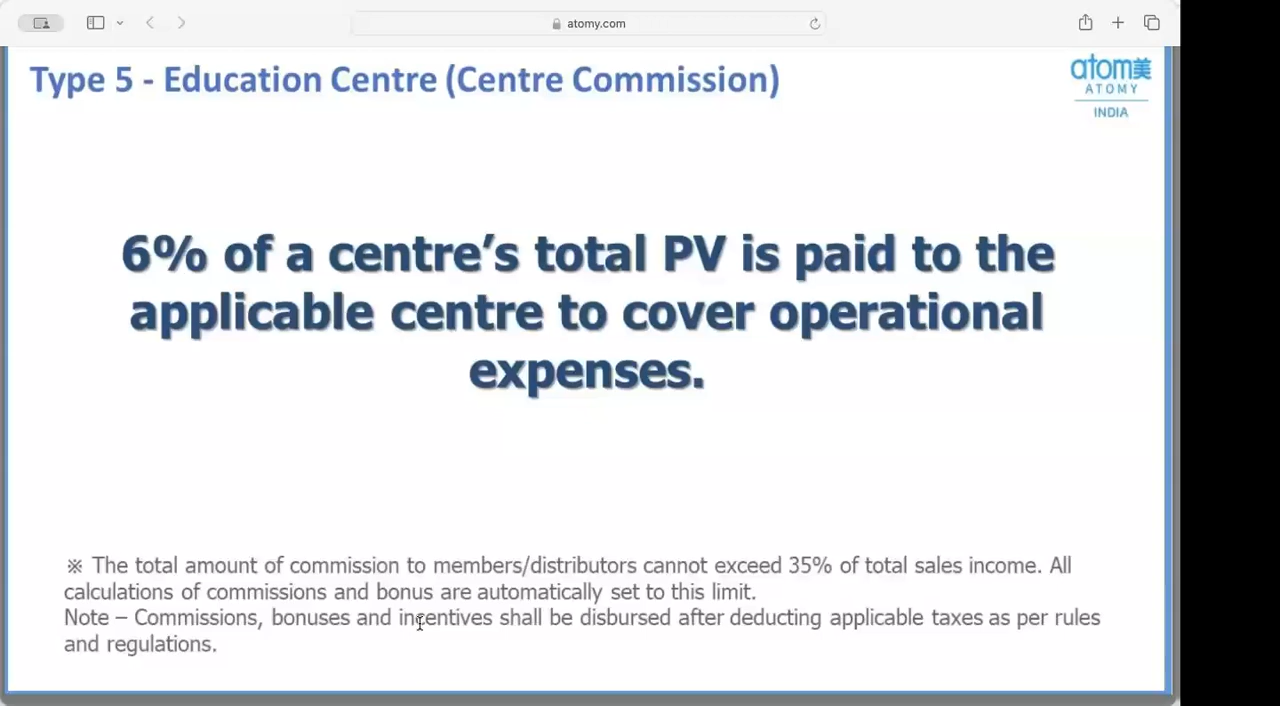 atomy.com
Type 5 - Education Centre (Centre Commission)
atom美
ATOMY
INDIA
6% of a centre’s total PV is paid to the
applicable centre to cover operational
expenses.
※ The total amount of commission to members/distributors cannot exceed 35% of total sales income. All
calculations of commissions and bonus are automatically set to this limit.
Note – Commissions, bonuses and incentives shall be disbursed after deducting applicable taxes as per rules
and regulations.